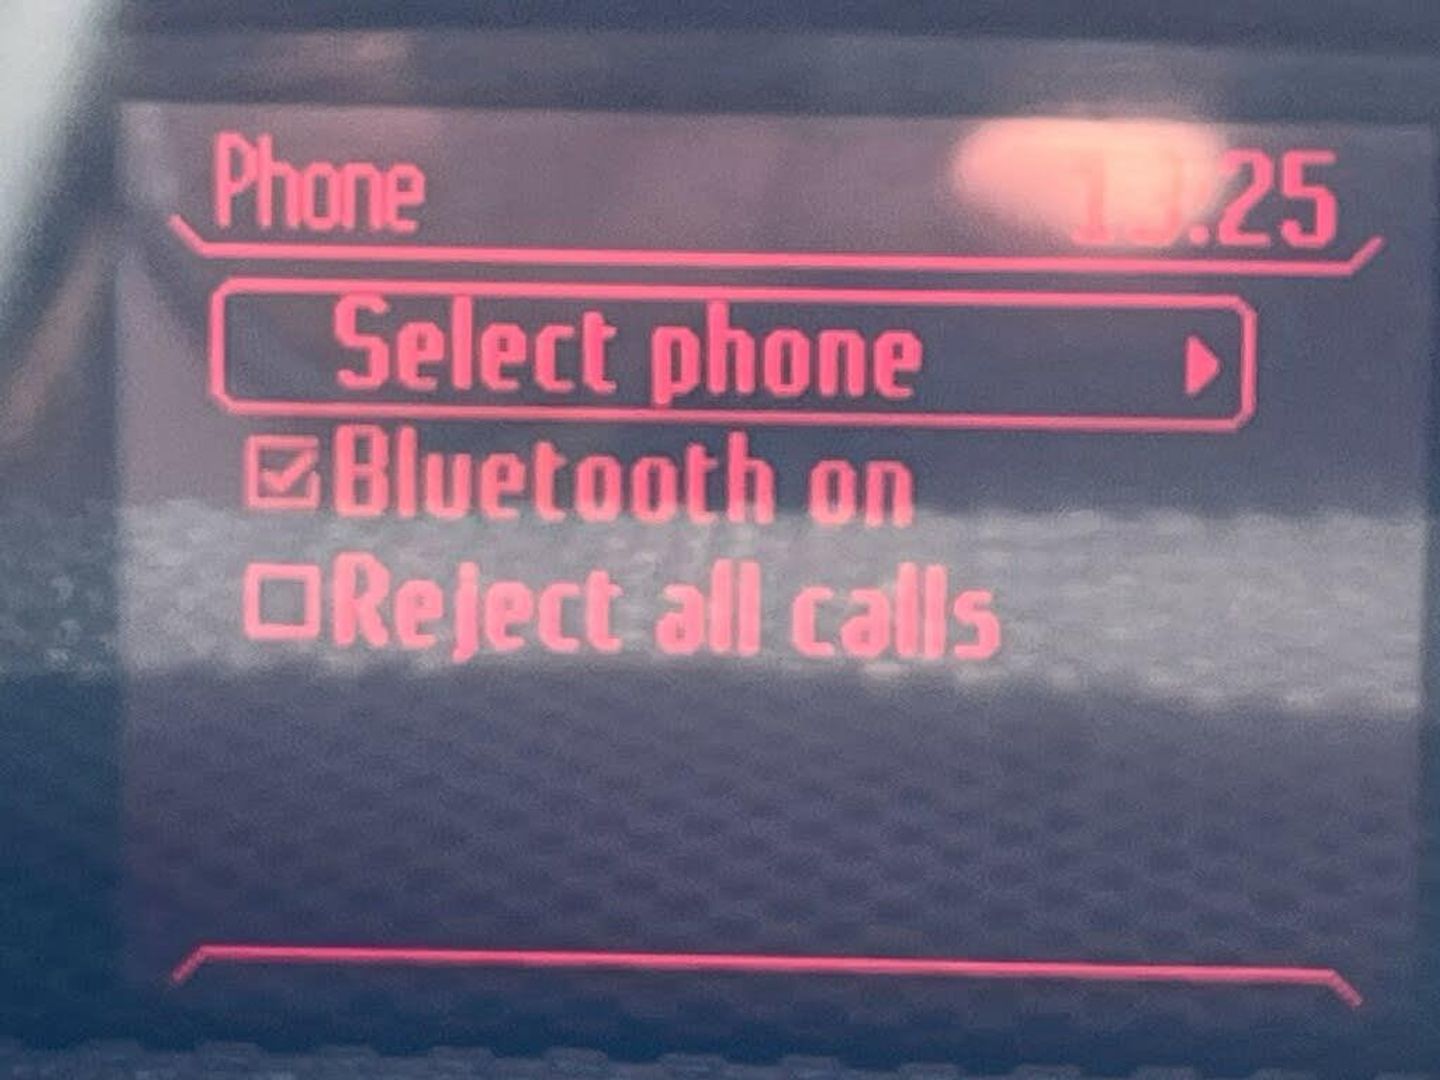 Phone
Select phone
Bluetooth on
Reject all calls